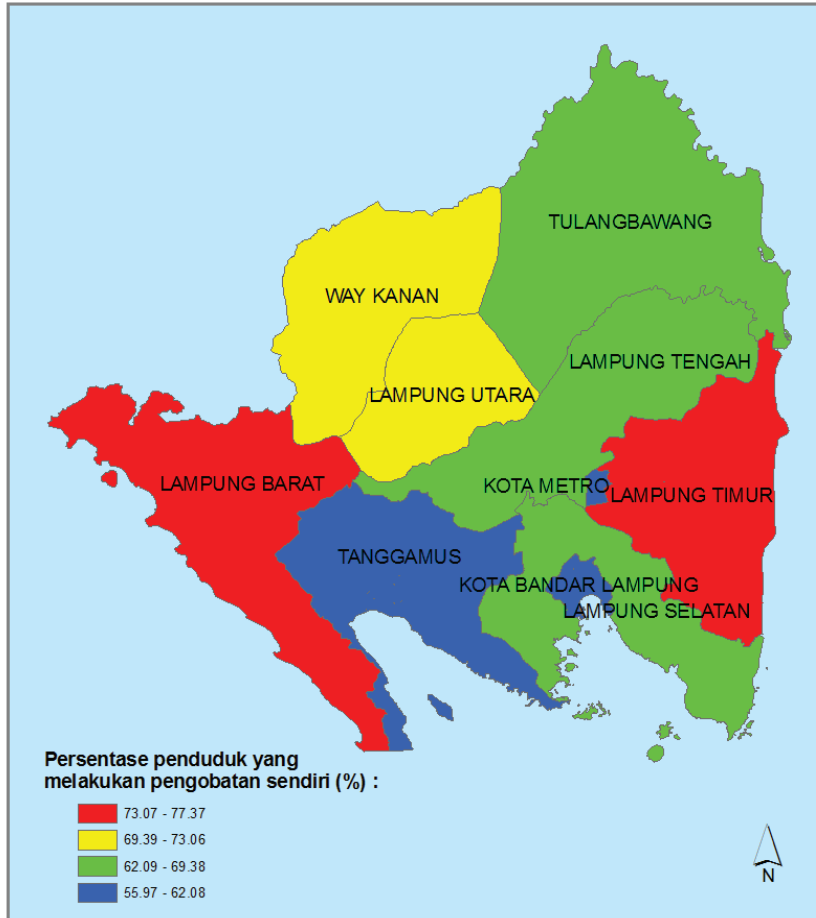 TULANGBAWANG
WAY KANAN
LAMPUNG TENGAH
LAMPUNG UTARA
LAMPUNG BARAT
KOTA METRO
LAMPUNG TIMUR
TANGGAMUS
KOTA BANDAR LAMPUNG
LAMPUNG SELATAN
Persentase penduduk yang
melakukan pengobatan sendiri (%) :
73.07 - 77.37
69.39 - 73.06
62.09 - 69.38
55.97 - 62.08
N